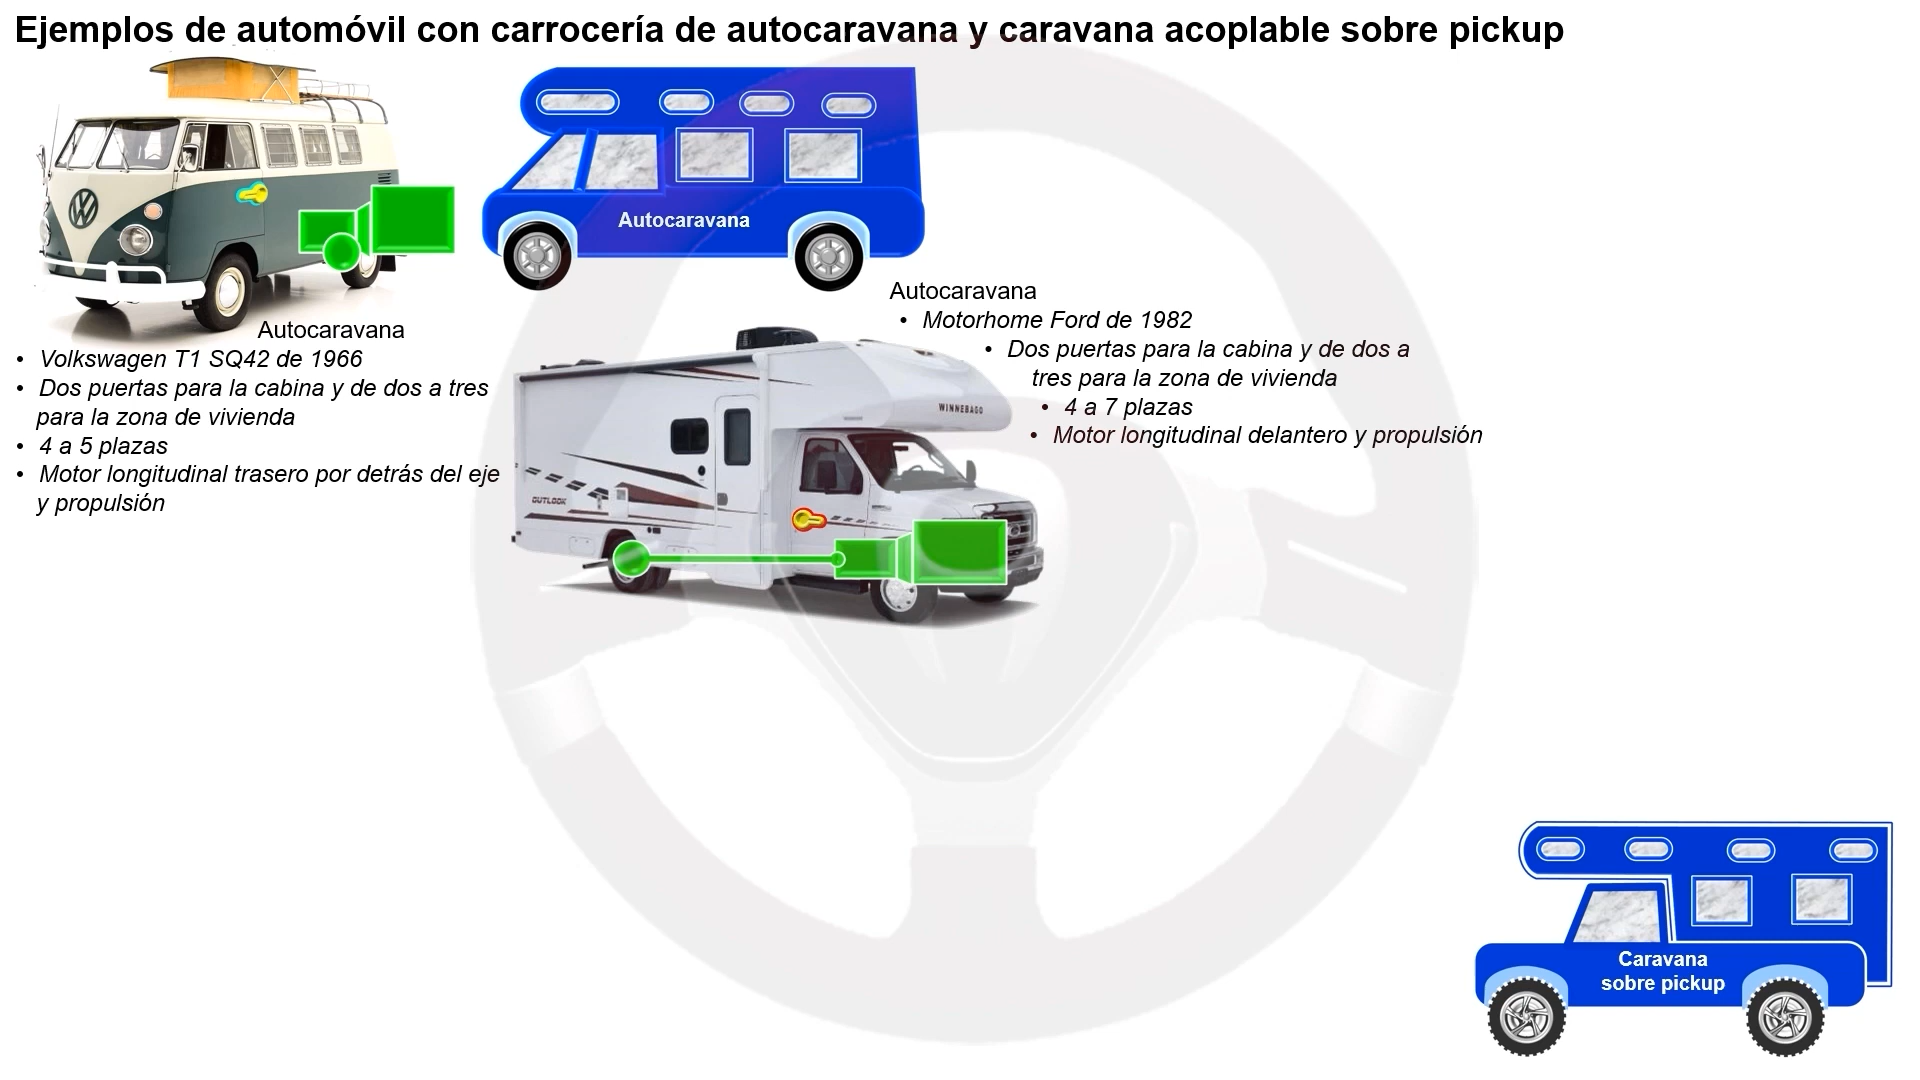 Ejemplos de automóvil con carrocería de autocaravana y caravana acoplable sobre pickup
Autocaravana
Autocaravana
• Volkswagen T1 SQ42 de 1966
• Dos puertas para la cabina y de dos a tres
para la zona de vivienda
• 4 a 5 plazas
• Motor longitudinal trasero por detrás del eje
y propulsión
Autocaravana
• Motorhome Ford de 1982
• Dos puertas para la cabina y de dos a
tres para la zona de vivienda
• 4 a 7 plazas
• Motor longitudinal delantero y propulsión
WINNEBAGO
OUTLOOK
Caravana
sobre pickup